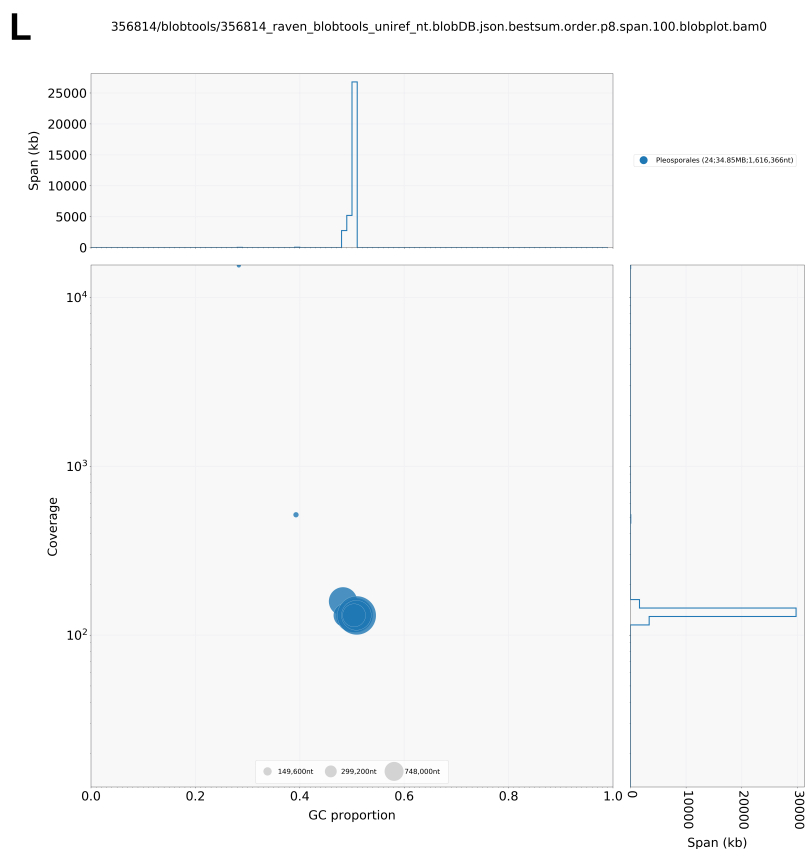 L
356814/blobtools/356814_raven_blobtools_uniref_nt.blobDB.json.bestsum.order.p8.span.100.blobplot.bam0
25000
20000
15000
10000
5000
0
Span (kb)
Pleosporales (24;34.85MB;1,616,366nt)
10⁴
10³
10²
Coverage
149,600nt
299,200nt
748,000nt
0.0 0.2 0.4 0.6 0.8 1.0
GC proportion
0 10000 20000 30000
Span (kb)